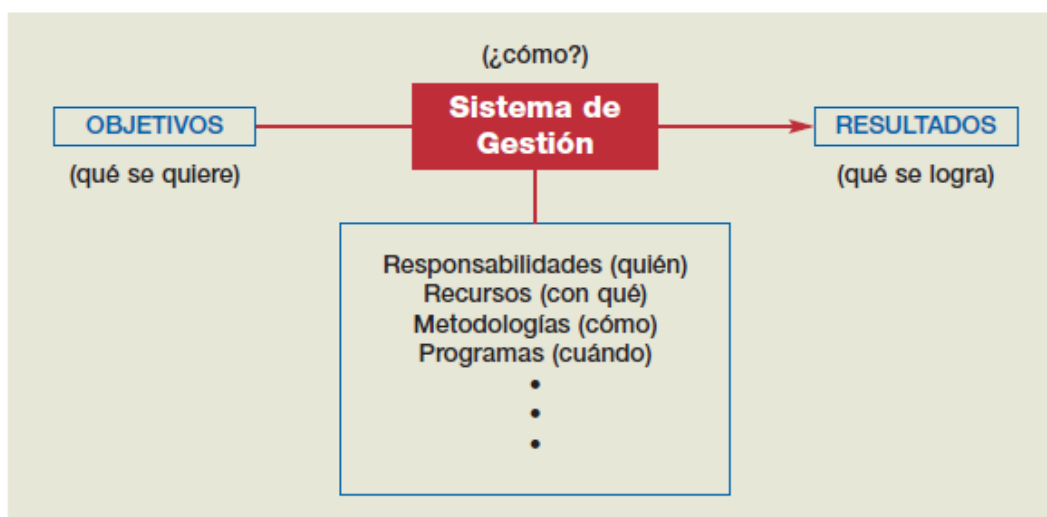 (¿cómo?)
Sistema de
Gestión
OBJETIVOS
(qué se quiere)
RESULTADOS
(qué se logra)
Responsabilidades (quién)
Recursos (con qué)
Metodologías (cómo)
Programas (cuándo)
•
•
•